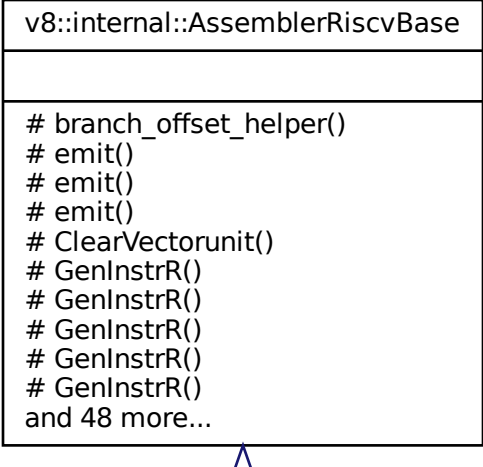 v8::internal::AssemblerRiscvBase
# branch_offset_helper()
# emit()
# emit()
# emit()
# ClearVectorunit()
# GenInstrR()
# GenInstrR()
# GenInstrR()
# GenInstrR()
# GenInstrR()
and 48 more...